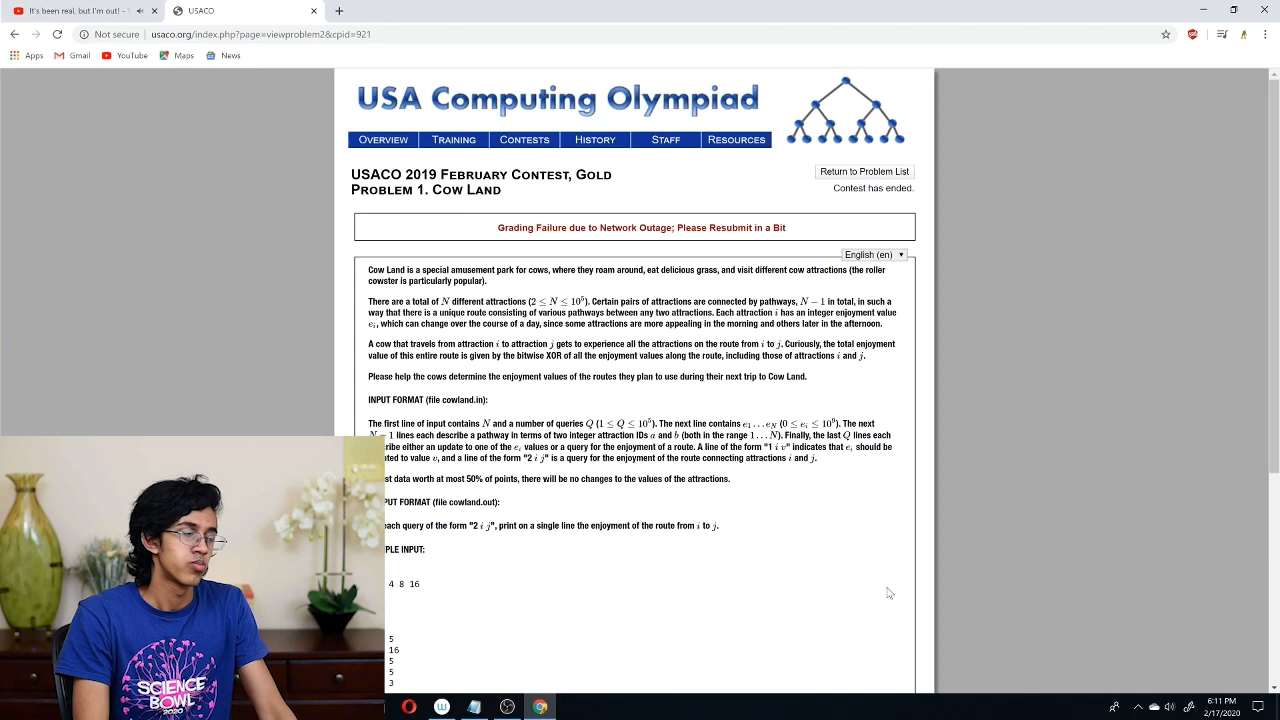 It's been real, but I'm out! –
USACO
Not secure
usaco.org/index.php?page=viewproblem2&cpid=921
Apps
Gmail
YouTube
Maps
News
USA Computing Olympiad
OVERVIEW
TRAINING
CONTESTS
HISTORY
STAFF
RESOURCES
USACO 2019 FEBRUARY CONTEST, GOLD
PROBLEM 1. COW LAND
Return to Problem List
Contest has ended.
Grading Failure due to Network Outage; Please Resubmit in a Bit
English (en)
Cow Land is a special amusement park for cows, where they roam around, eat delicious grass, and visit different cow attractions (the roller
cowster is particularly popular).
There are a total of N different attractions (2 ≤ N ≤ 10⁵). Certain pairs of attractions are connected by pathways, N − 1 in total, in such a
way that there is a unique route consisting of various pathways between any two attractions. Each attraction i has an integer enjoyment value
eᵢ, which can change over the course of a day, since some attractions are more appealing in the morning and others later in the afternoon.
A cow that travels from attraction i to attraction j gets to experience all the attractions on the route from i to j. Curiously, the total enjoyment
value of this entire route is given by the bitwise XOR of all the enjoyment values along the route, including those of attractions i and j.
Please help the cows determine the enjoyment values of the routes they plan to use during their next trip to Cow Land.
INPUT FORMAT (file cowland.in):
The first line of input contains N and a number of queries Q (1 ≤ Q ≤ 10⁵). The next line contains e₁ … e_N (0 ≤ eᵢ ≤ 10⁹). The next
N − 1 lines each describe a pathway in terms of two integer attraction IDs a and b (both in the range 1 … N). Finally, the last Q lines each
ribe either an update to one of the eᵢ values or a query for the enjoyment of a route. A line of the form "1 i v" indicates that eᵢ should be
ted to value v, and a line of the form "2 i j" is a query for the enjoyment of the route connecting attractions i and j.
st data worth at most 50% of points, there will be no changes to the values of the attractions.
PUT FORMAT (file cowland.out):
each query of the form "2 i j", print on a single line the enjoyment of the route from i to j.
PLE INPUT:
4 8 16
5
16
5
5
3
SCIENCE
BOWL
2020
6:11 PM
2/17/2020